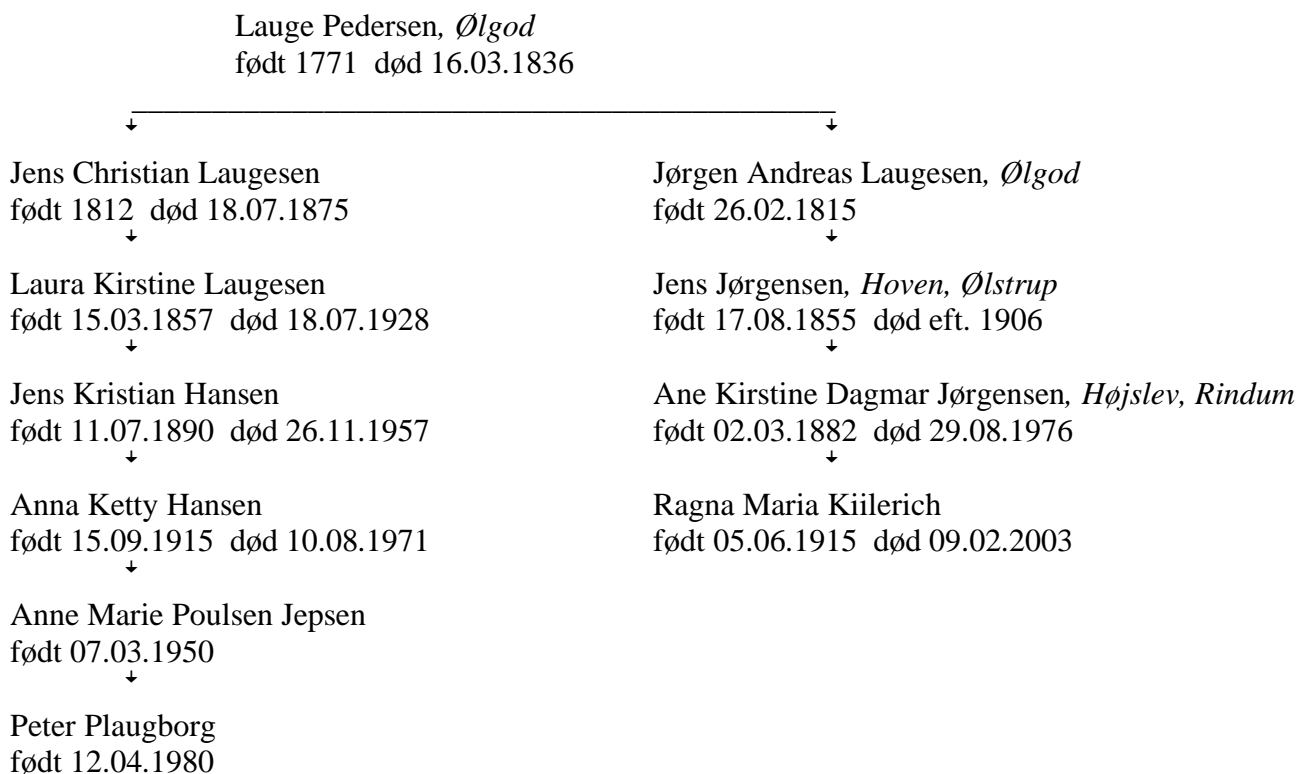 Lauge Pedersen, Ølgod
født 1771 død 16.03.1836
Jens Christian Laugesen
født 1812 død 18.07.1875
Jørgen Andreas Laugesen, Ølgod
født 26.02.1815
Laura Kirstine Laugesen
født 15.03.1857 død 18.07.1928
Jens Jørgensen, Hoven, Ølstrup
født 17.08.1855 død eft. 1906
Jens Kristian Hansen
født 11.07.1890 død 26.11.1957
Ane Kirstine Dagmar Jørgensen, Højslev, Rindum
født 02.03.1882 død 29.08.1976
Anna Ketty Hansen
født 15.09.1915 død 10.08.1971
Ragna Maria Kiilerich
født 05.06.1915 død 09.02.2003
Anne Marie Poulsen Jepsen
født 07.03.1950
Peter Plaugborg
født 12.04.1980